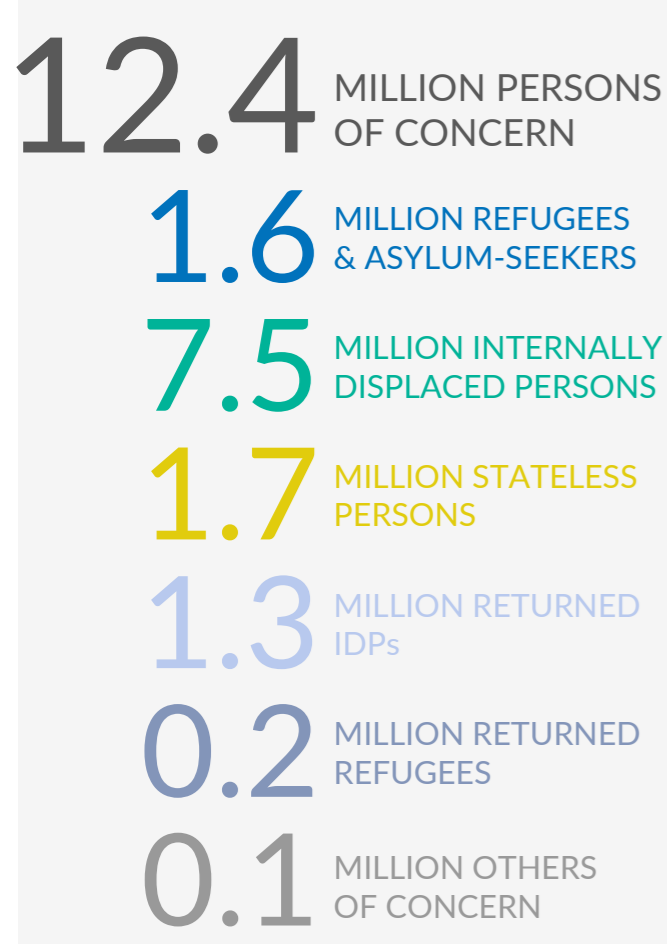 12.4 MILLION PERSONS
OF CONCERN
1.6 MILLION REFUGEES
& ASYLUM-SEEKERS
7.5 MILLION INTERNALLY
DISPLACED PERSONS
1.7 MILLION STATELESS
PERSONS
1.3 MILLION RETURNED
IDPs
0.2 MILLION RETURNED
REFUGEES
0.1 MILLION OTHERS
OF CONCERN